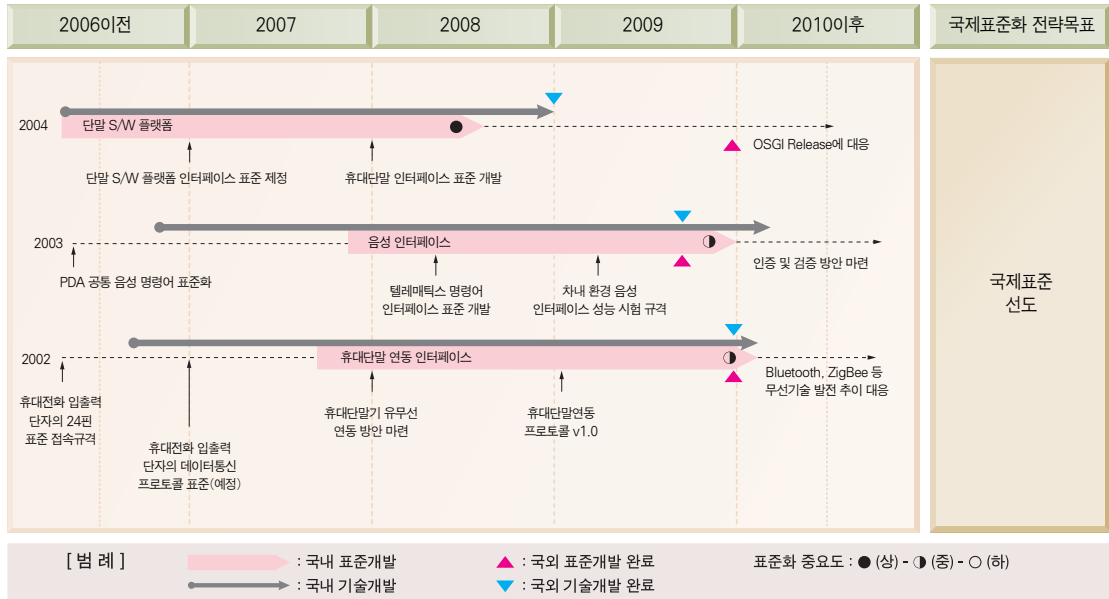 2006이전
2007
2008
2009
2010이후
국제표준화 전략목표
2004
단말 S/W 플랫폼
OSGI Release에 대응
단말 S/W 플랫폼 인터페이스 표준 제정
휴대단말 인터페이스 표준 개발
2003
음성 인터페이스
인증 및 검증 방안 마련
PDA 공통 음성 명령어 표준화
텔레매틱스 명령어
인터페이스 표준 개발
차내 환경 음성
인터페이스 성능 시험 규격
국제표준
선도
2002
휴대단말 연동 인터페이스
Bluetooth, ZigBee 등
무선기술 발전 추이 대응
휴대전화 입출력
단자의 24핀
표준 접속규격
휴대전화 입출력
단자의 데이터통신
프로토콜 표준(예정)
휴대단말기 유무선
연동 방안 마련
휴대단말연동
프로토콜 v1.0
[ 범 례 ]
: 국내 표준개발
: 국외 표준개발 완료
표준화 중요도 : ● (상) - ◑ (중) - ○ (하)
: 국내 기술개발
: 국외 기술개발 완료